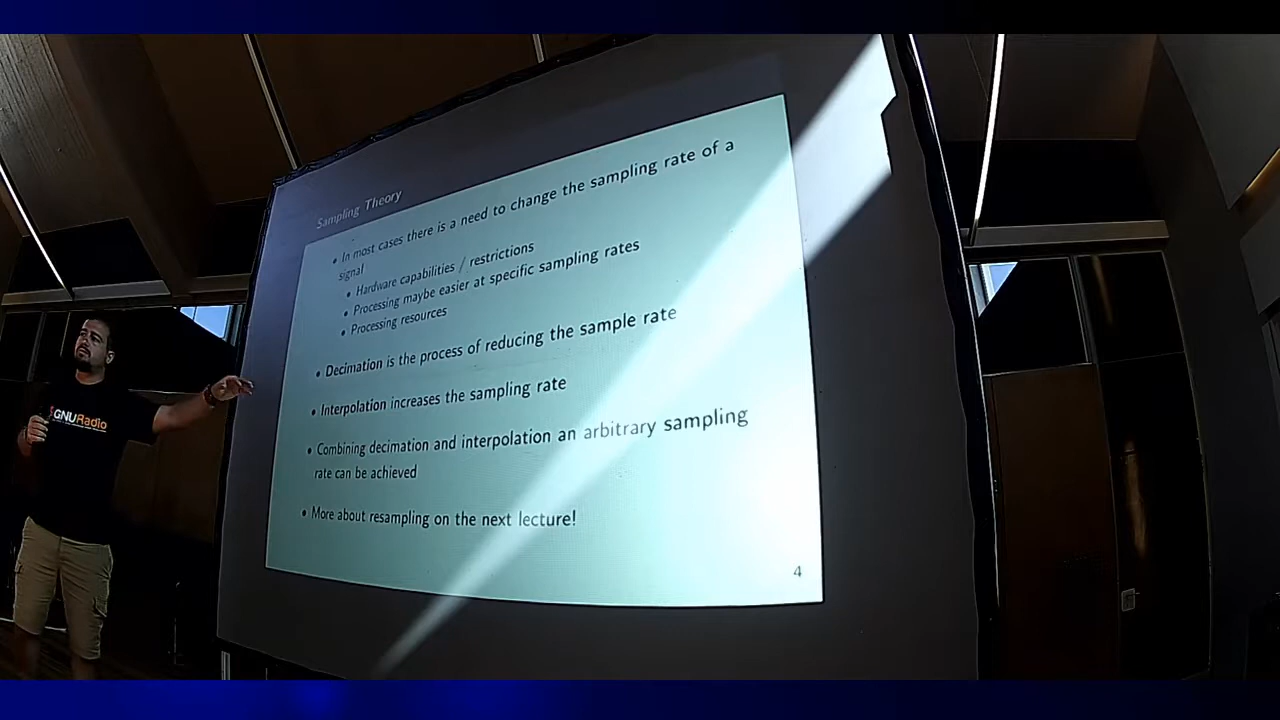 Sampling Theory
• In most cases there is a need to change the sampling rate of a
signal
• Hardware capabilities / restrictions
• Processing maybe easier at specific sampling rates
• Processing resources
• Decimation is the process of reducing the sample rate
• Interpolation increases the sampling rate
• Combining decimation and interpolation an arbitrary sampling
rate can be achieved
• More about resampling on the next lecture!
4
GNURadio